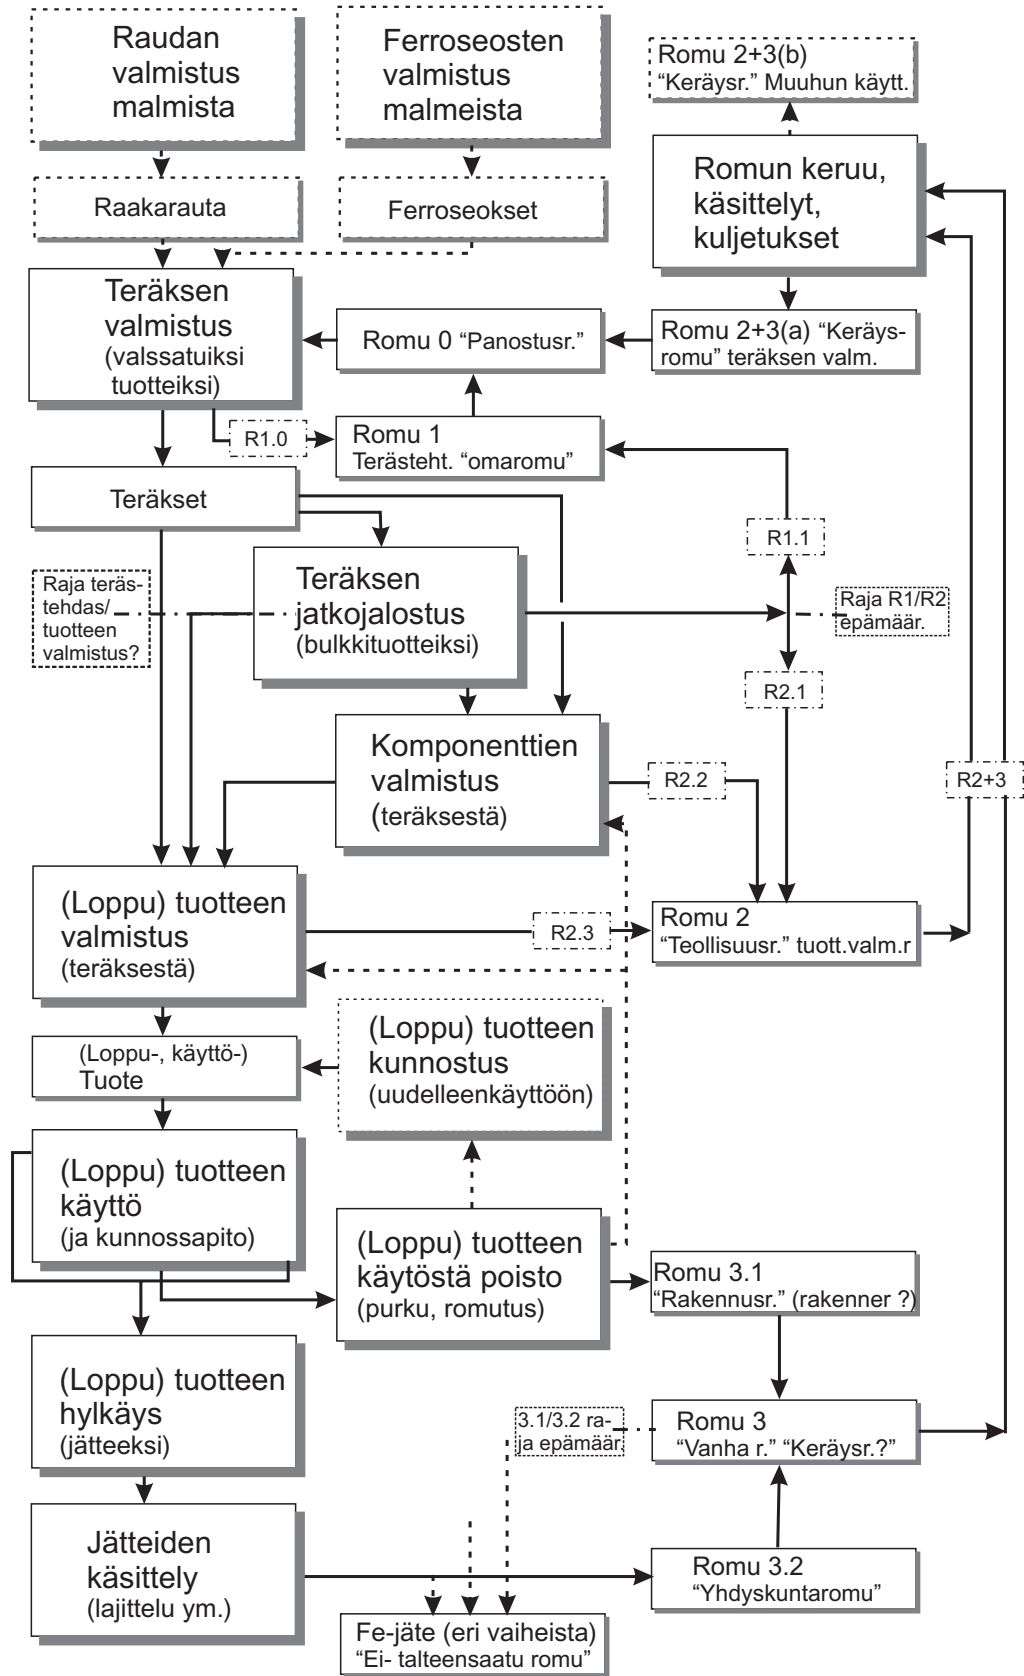 Raudan
valmistus
malmista
Ferroseosten
valmistus
malmeista
Romu 2+3(b)
“Keräysr.” Muuhun käytt.
Romun keruu,
käsittelyt,
kuljetukset
Raakarauta
Ferroseokset
Teräksen
valmistus
(valssatuiksi
tuotteiksi)
Romu 0 “Panostusr.”
Romu 2+3(a) “Keräys-
romu” teräksen valm.
R1.0
Romu 1
Terästeht. “omaromu”
Teräkset
R1.1
Teräksen
jatkojalostus
(bulkkituotteiksi)
Raja teräs-
tehdas/
tuotteen
valmistus?
Raja R1/R2
epämäär.
R2.1
Komponenttien
valmistus
(teräksestä)
R2.2
R2+3
(Loppu) tuotteen
valmistus
(teräksestä)
R2.3
Romu 2
“Teollisuusr.” tuott.valm.r
(Loppu) tuotteen
kunnostus
(uudelleenkäyttöön)
(Loppu-, käyttö-)
Tuote
(Loppu) tuotteen
käyttö
(ja kunnossapito)
(Loppu) tuotteen
käytöstä poisto
(purku, romutus)
Romu 3.1
“Rakennusr.” (rakenner ?)
(Loppu) tuotteen
hylkäys
(jätteeksi)
3.1/3.2 ra-
ja epämäär.
Romu 3
“Vanha r.” “Keräysr.?”
Jätteiden
käsittely
(lajittelu ym.)
Romu 3.2
“Yhdyskuntaromu”
Fe-jäte (eri vaiheista)
“Ei- talteensaatu romu”